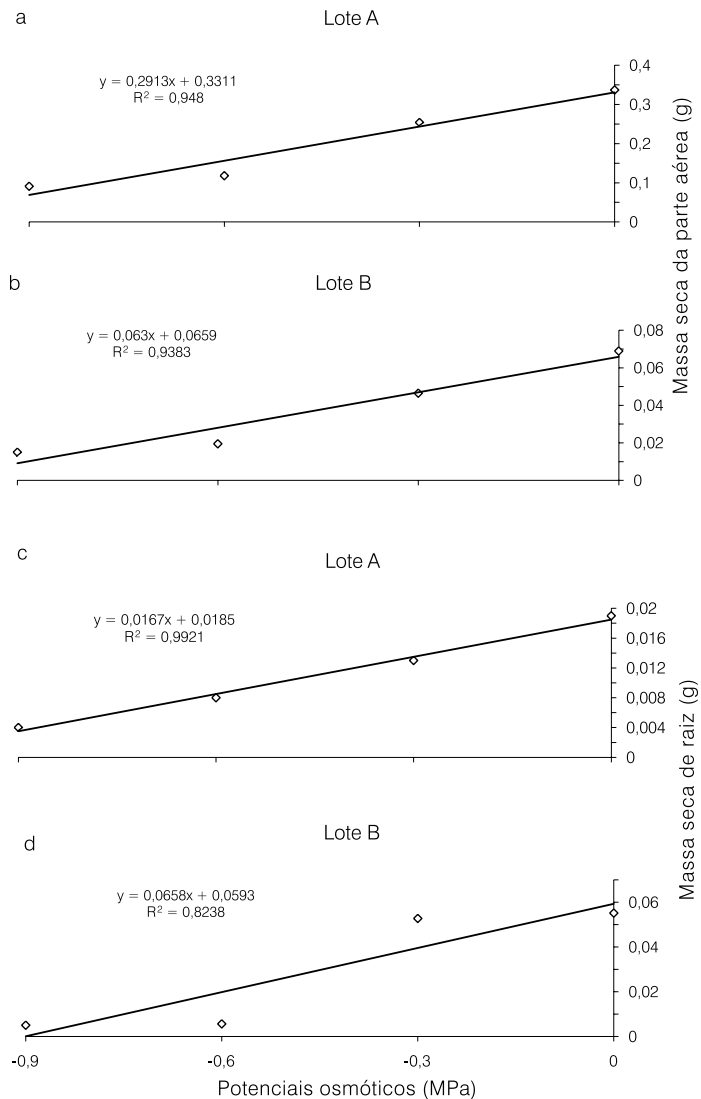 a
Lote A
y = 0,2913x + 0,3311
R² = 0,948
0,4
0,3
0,2
0,1
0
Massa seca da parte aérea (g)
b
Lote B
y = 0,063x + 0,0659
R² = 0,9383
0,08
0,06
0,04
0,02
0
c
Lote A
y = 0,0167x + 0,0185
R² = 0,9921
0,02
0,016
0,012
0,008
0,004
0
Massa seca de raiz (g)
d
Lote B
y = 0,0658x + 0,0593
R² = 0,8238
0,06
0,04
0,02
0
-0,9 -0,6 -0,3 0
Potenciais osmóticos (MPa)